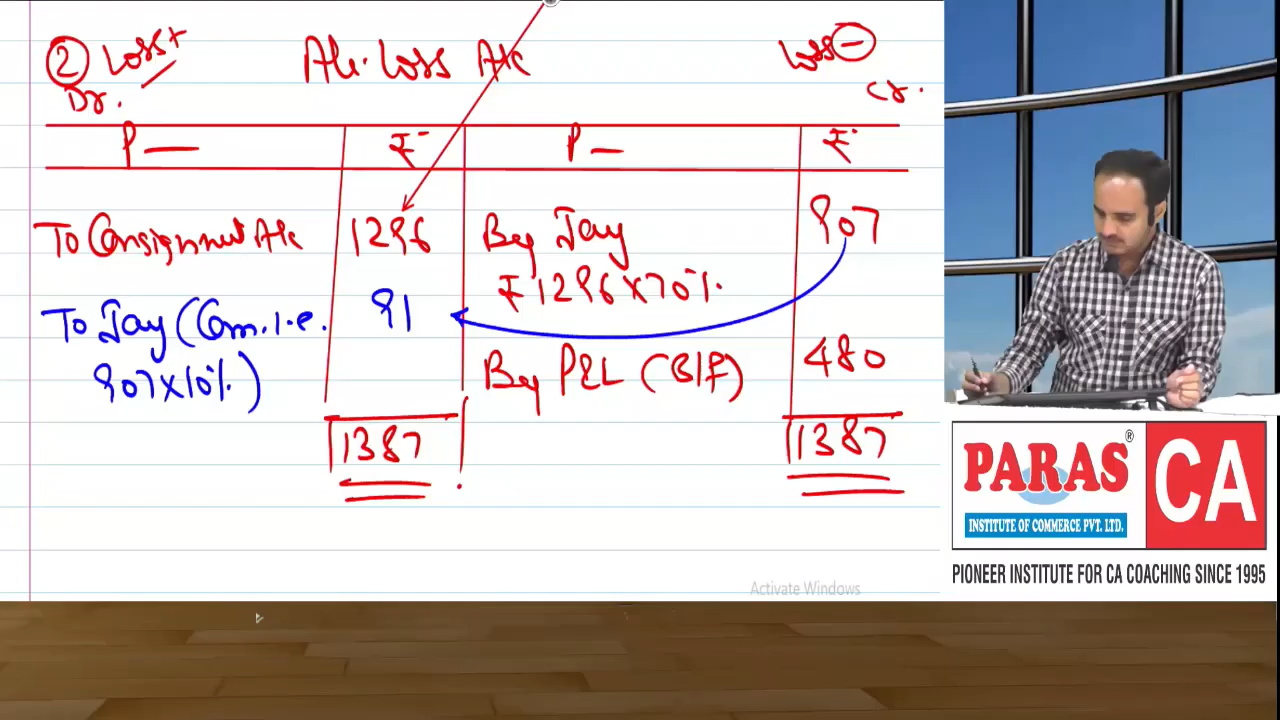 ② Loss+ Ab. Loss A/c Loss ⊖
Dr. Cr.
P— ₹ P— ₹
To Consignment A/c 1296 By Jay 907
₹1296×70%
To Jay (Com. i.e. 91
907×10%)
By P&L (B/F) 480
1387 1387
PARAS®
INSTITUTE OF COMMERCE PVT. LTD.
CA
PIONEER INSTITUTE FOR CA COACHING SINCE 1995
Activate Windows